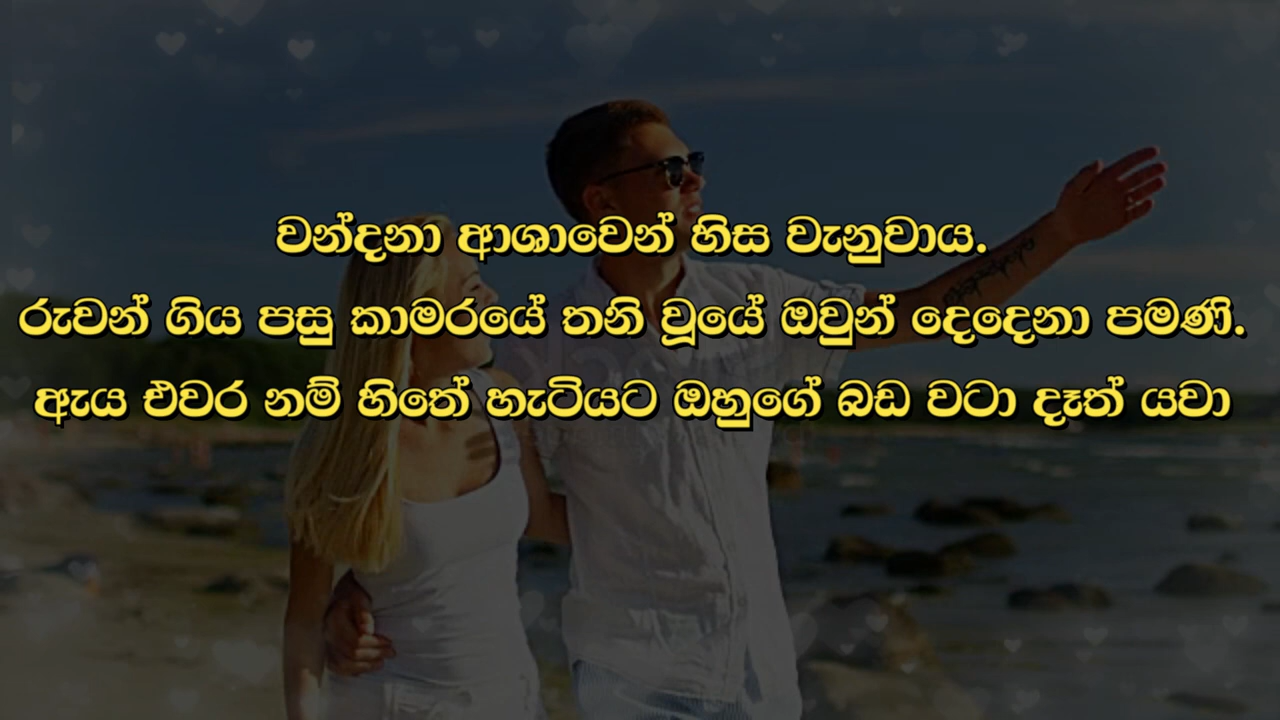 වන්දනා ආශාවෙන් හිස වැනුවාය.
රුවන් ගිය පසු කාමරයේ තනි වූයේ ඔවුන් දෙදෙනා පමණි.
ඇය එවර නම් හිතේ හැටියට ඔහුගේ බඩ වටා දෑත් යවා